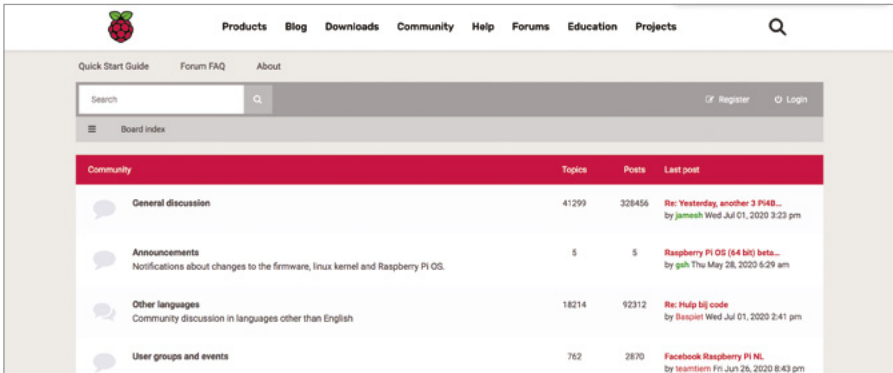 Products Blog Downloads Community Help Forums Education Projects
Quick Start Guide Forum FAQ About
Search Register Login
Board index
Community Topics Posts Last post
General discussion 41299 328456 Re: Yesterday, another 3 Pi4B...
by jamesh Wed Jul 01, 2020 3:23 pm
Announcements 5 5 Raspberry Pi OS (64 bit) beta...
Notifications about changes to the firmware, linux kernel and Raspberry Pi OS. by gsh Thu May 28, 2020 6:29 am
Other languages 18214 92312 Re: Hulp bij code
Community discussion in languages other than English by Baspiet Wed Jul 01, 2020 2:41 pm
User groups and events 762 2870 Facebook Raspberry Pi NL
by teamtiem Fri Jun 26, 2020 8:43 pm